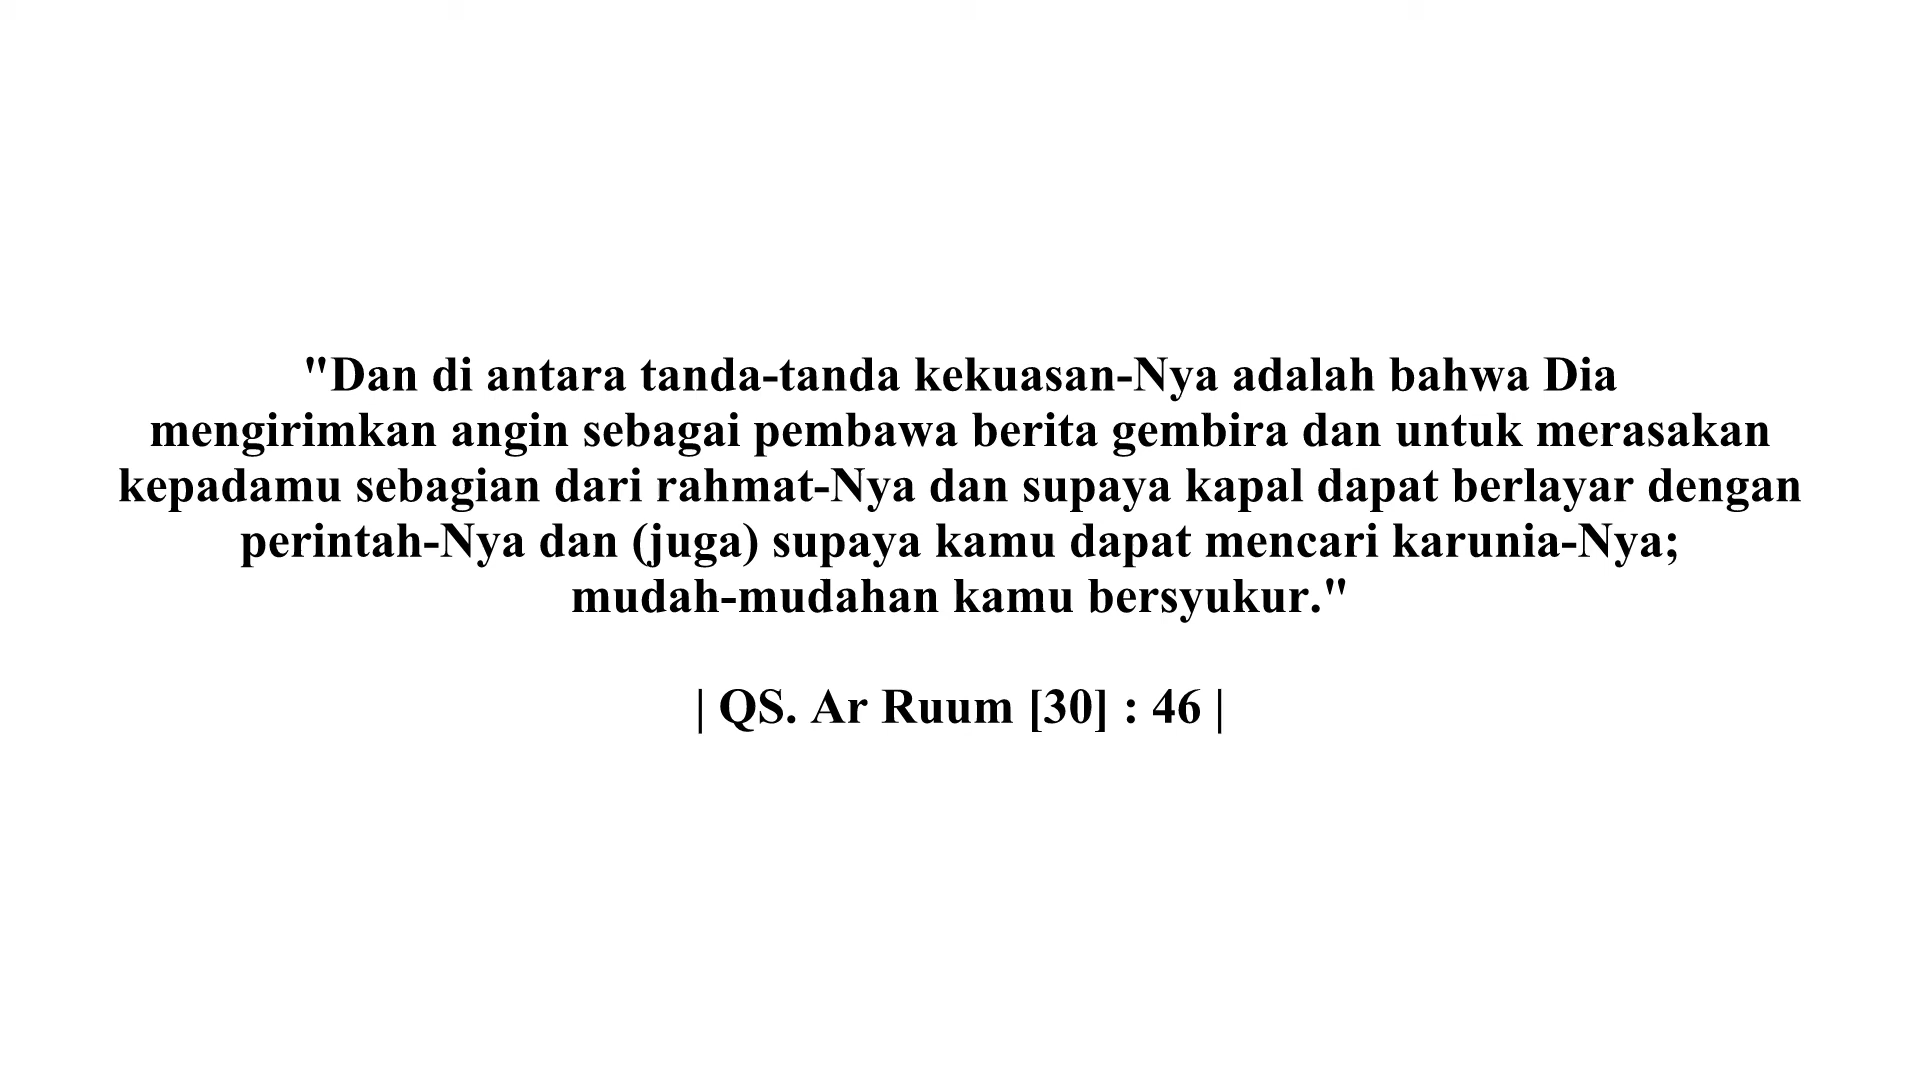 "Dan di antara tanda-tanda kekuasan-Nya adalah bahwa Dia
mengirimkan angin sebagai pembawa berita gembira dan untuk merasakan
kepadamu sebagian dari rahmat-Nya dan supaya kapal dapat berlayar dengan
perintah-Nya dan (juga) supaya kamu dapat mencari karunia-Nya;
mudah-mudahan kamu bersyukur."
| QS. Ar Ruum [30] : 46 |